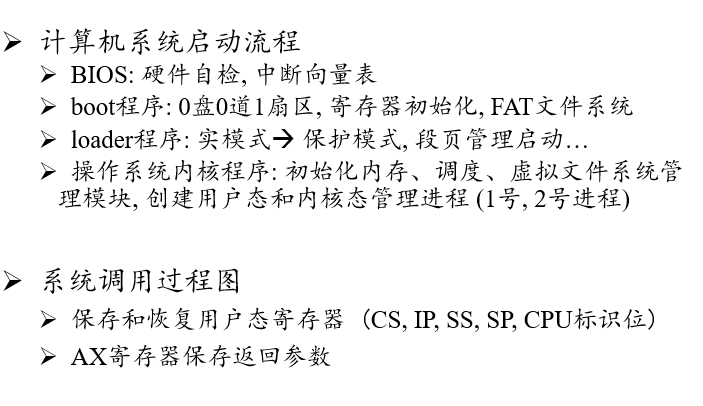 ➢ 计算机系统启动流程
➢ BIOS: 硬件自检, 中断向量表
➢ boot程序: 0盘0道1扇区, 寄存器初始化, FAT文件系统
➢ loader程序: 实模式→ 保护模式, 段页管理启动…
➢ 操作系统内核程序: 初始化内存、调度、虚拟文件系统管
理模块, 创建用户态和内核态管理进程 (1号, 2号进程)
➢ 系统调用过程图
➢ 保存和恢复用户态寄存器（CS, IP, SS, SP, CPU标识位）
➢ AX寄存器保存返回参数